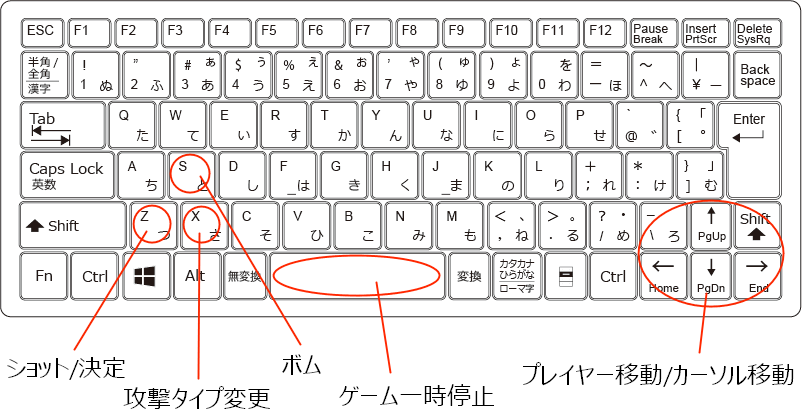 ESC F1 F2 F3 F4 F5 F6 F7 F8 F9 F10 F11 F12 Pause Break Insert PrtScr Delete SysRq
半角/全角 漢字 ! 1 ぬ " 2 ふ # ぁ 3 あ $ ぅ 4 う % ぇ 5 え & ぉ 6 お ' ゃ 7 や ( ゅ 8 ゆ ) ょ 9 よ を 0 わ = - ほ ~ ^ へ | ¥ ー Back space
Tab Q た W て E い R す T か Y ん U な I に O ら P せ ` @ ゛ { 「 [ ゜ Enter
Caps Lock 英数 A ち S と D し F _は G き H く J _ま K の L り + ; れ * : け } 」 ] む
Shift Z つ X さ C そ V ひ B こ N み M も < 、 , ね > 。 . る ? ・ / め _ \ ろ ↑ PgUp Shift
Fn Ctrl Alt 無変換 変換 カタカナ ひらがな ローマ字 Ctrl ← Home ↓ PgDn → End
ショット/決定
攻撃タイプ変更
ボム
ゲーム一時停止
プレイヤー移動/カーソル移動